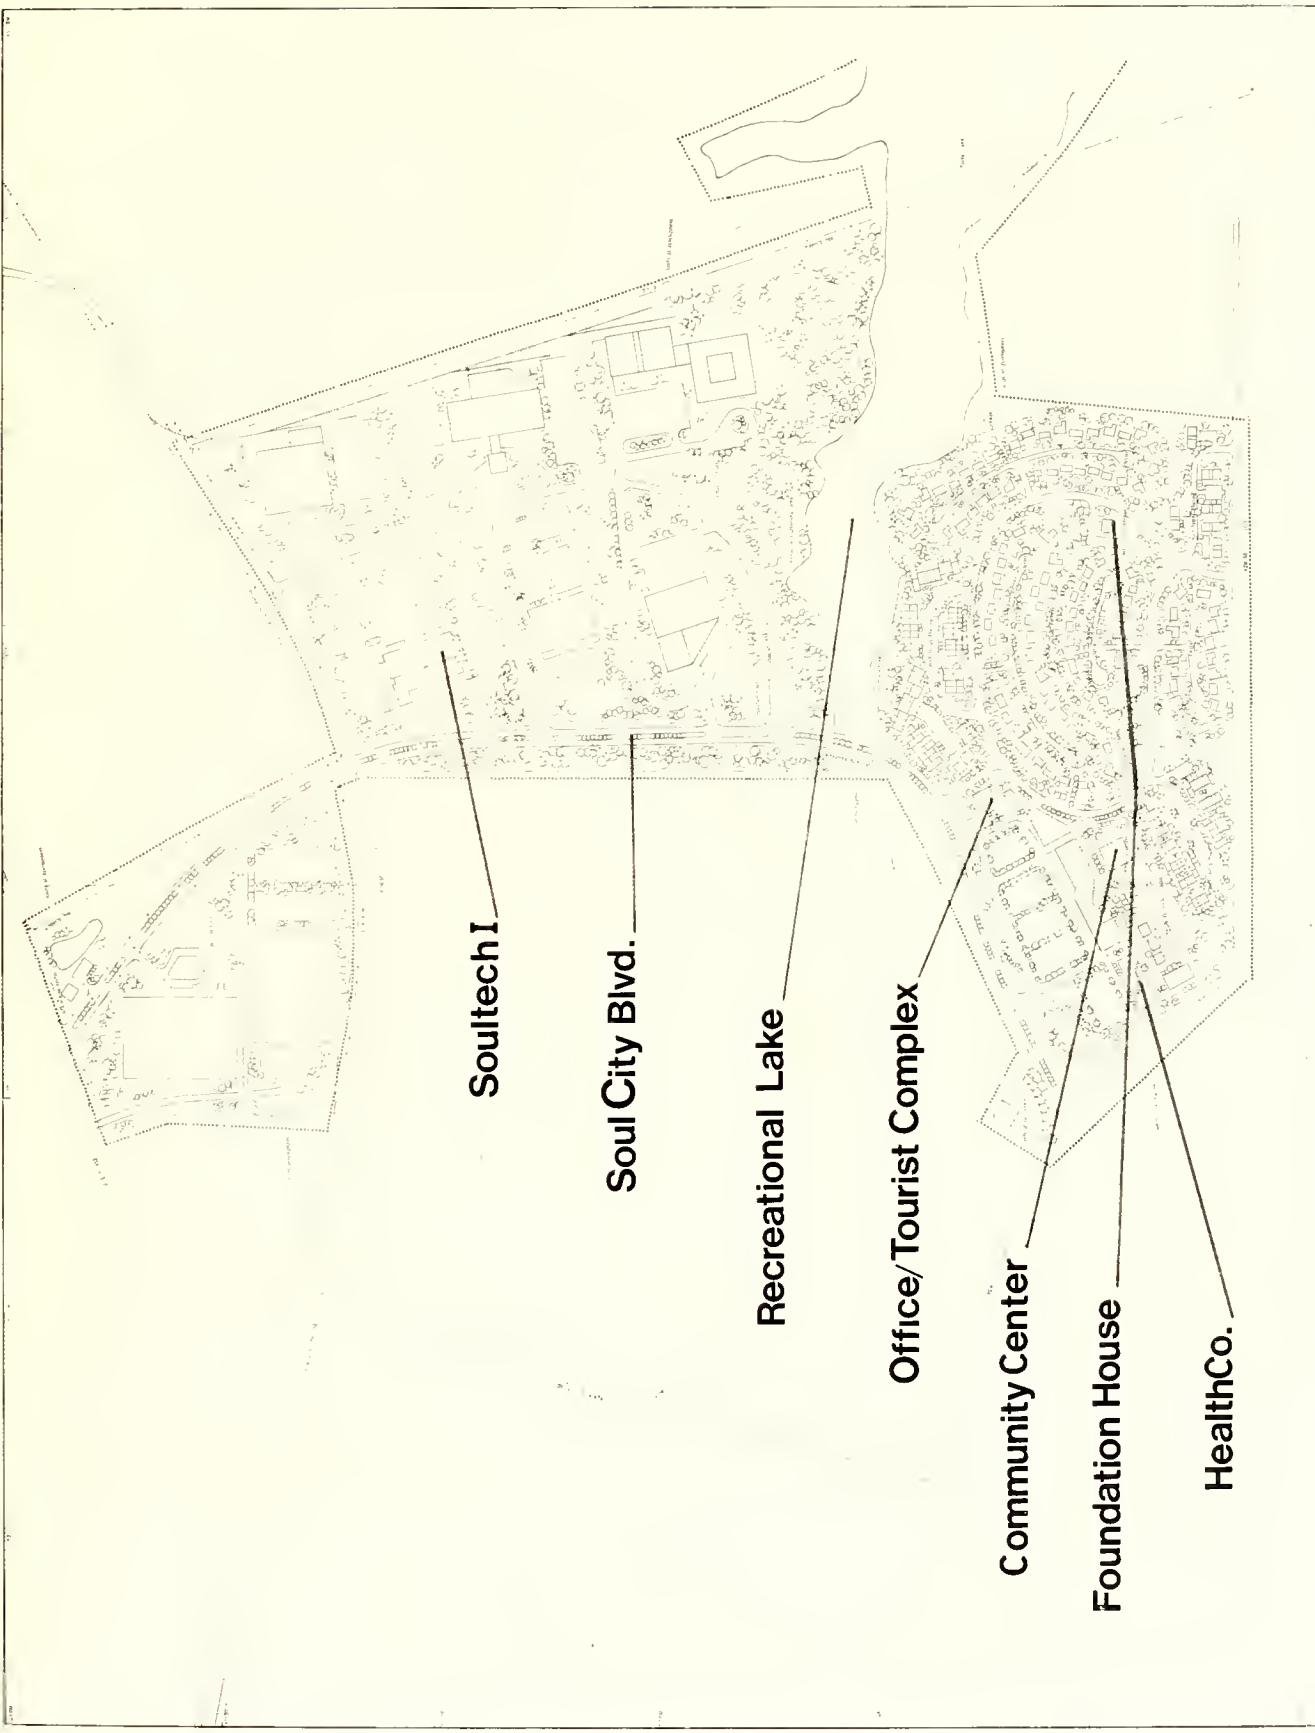 Soultech I
Soul City Blvd.
Recreational Lake
Office/Tourist Complex
Community Center
Foundation House
HealthCo.